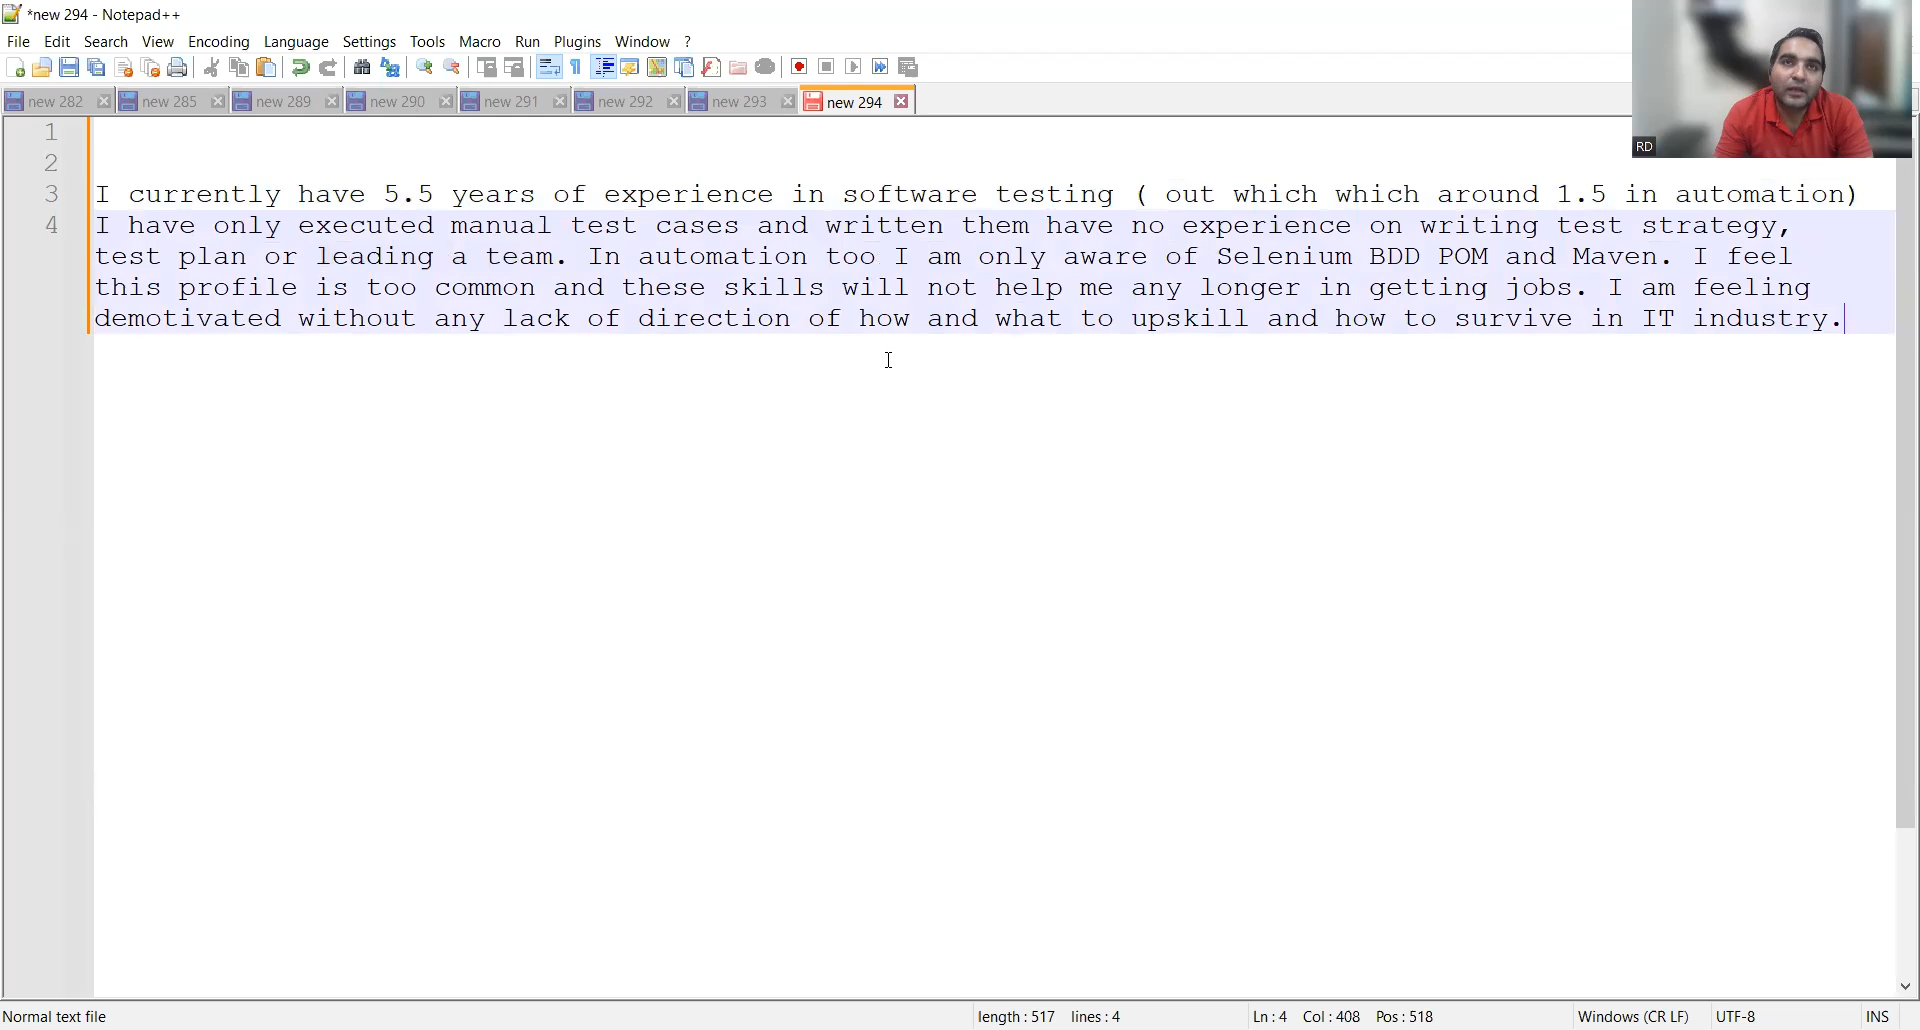 *new 294 - Notepad++
File Edit Search View Encoding Language Settings Tools Macro Run Plugins Window ?
new 282 new 285 new 289 new 290 new 291 new 292 new 293 new 294
RD
1
2
3 I currently have 5.5 years of experience in software testing ( out which which around 1.5 in automation)
4 I have only executed manual test cases and written them have no experience on writing test strategy,
test plan or leading a team. In automation too I am only aware of Selenium BDD POM and Maven. I feel
this profile is too common and these skills will not help me any longer in getting jobs. I am feeling
demotivated without any lack of direction of how and what to upskill and how to survive in IT industry.
Normal text file length : 517 lines : 4 Ln : 4 Col : 408 Pos : 518 Windows (CR LF) UTF-8 INS